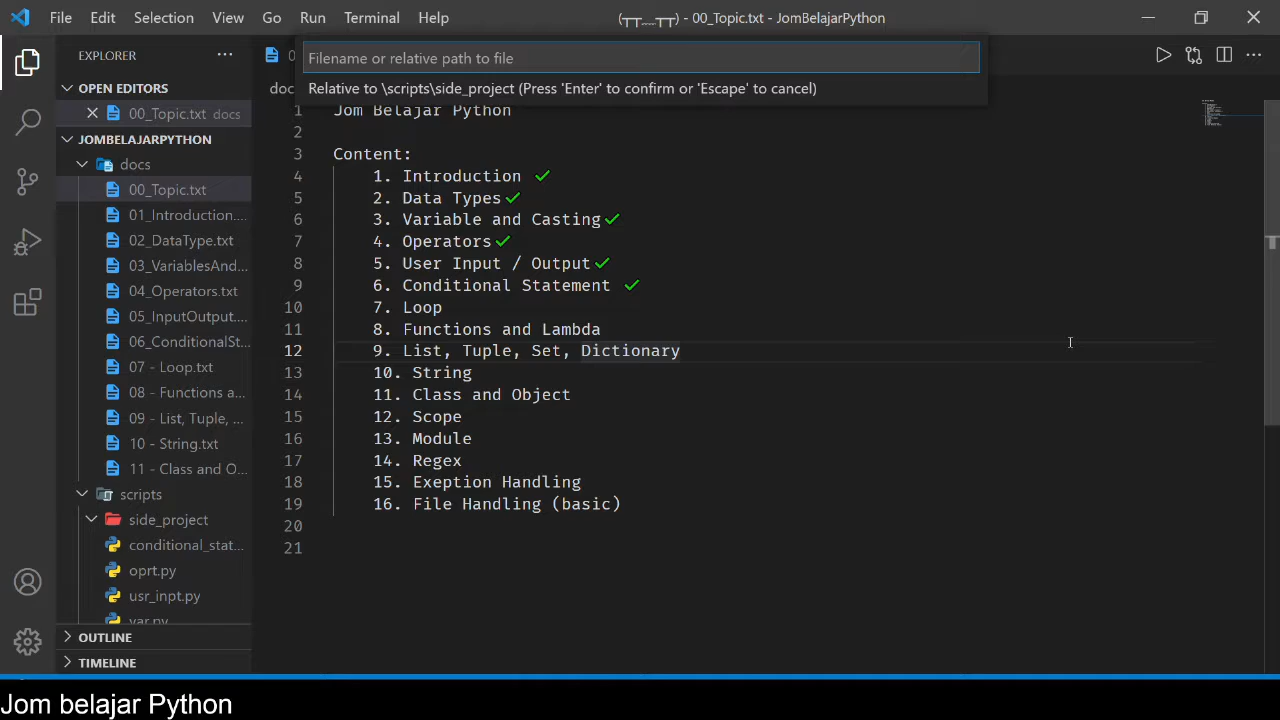 File Edit Selection View Go Run Terminal Help (┬┬﹏┬┬) - 00_Topic.txt - JomBelajarPython
EXPLORER
Filename or relative path to file
Relative to \scripts\side_project (Press 'Enter' to confirm or 'Escape' to cancel)
OPEN EDITORS
00_Topic.txt docs
JOMBELAJARPYTHON
docs
00_Topic.txt
01_Introduction....
02_DataType.txt
03_VariablesAnd...
04_Operators.txt
05_InputOutput....
06_ConditionalSt...
07 - Loop.txt
08 - Functions a...
09 - List, Tuple, ...
10 - String.txt
11 - Class and O...
scripts
side_project
conditional_stat...
oprt.py
usr_inpt.py
var.py
OUTLINE
TIMELINE
0
doc
1 Jom Belajar Python
2
3 Content:
4 1. Introduction ✓
5 2. Data Types✓
6 3. Variable and Casting✓
7 4. Operators✓
8 5. User Input / Output✓
9 6. Conditional Statement ✓
10 7. Loop
11 8. Functions and Lambda
12 9. List, Tuple, Set, Dictionary
13 10. String
14 11. Class and Object
15 12. Scope
16 13. Module
17 14. Regex
18 15. Exeption Handling
19 16. File Handling (basic)
20
21
Jom belajar Python